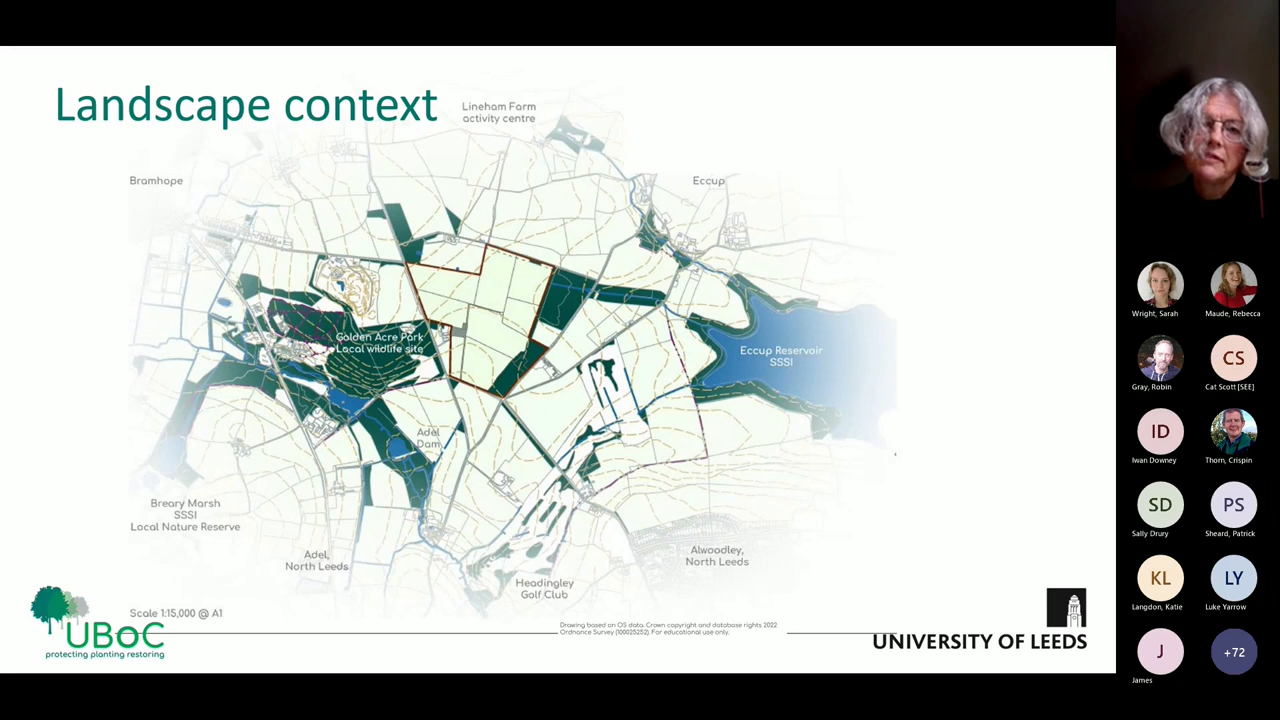 Landscape context
Lineham Farm
activity centre
Bramhope
Eccup
Golden Acre Park
Local wildlife site
Eccup Reservoir
SSSI
Adel
Dam
Breary Marsh
SSSI
Local Nature Reserve
Adel,
North Leeds
Alwoodley,
North Leeds
Headingley
Golf Club
Scale 1:15,000 @ A1
UBoC
protecting planting restoring
Drawing based on OS data. Crown copyright and database rights 2022
Ordnance Survey (100025252). For educational use only.
UNIVERSITY OF LEEDS
Wright, Sarah
Maude, Rebecca
Gray, Robin
CS
Cat Scott [SEE]
ID
Iwan Downey
Thorn, Crispin
SD
Sally Drury
PS
Sheard, Patrick
KL
Langdon, Katie
LY
Luke Yarrow
J
James
+72